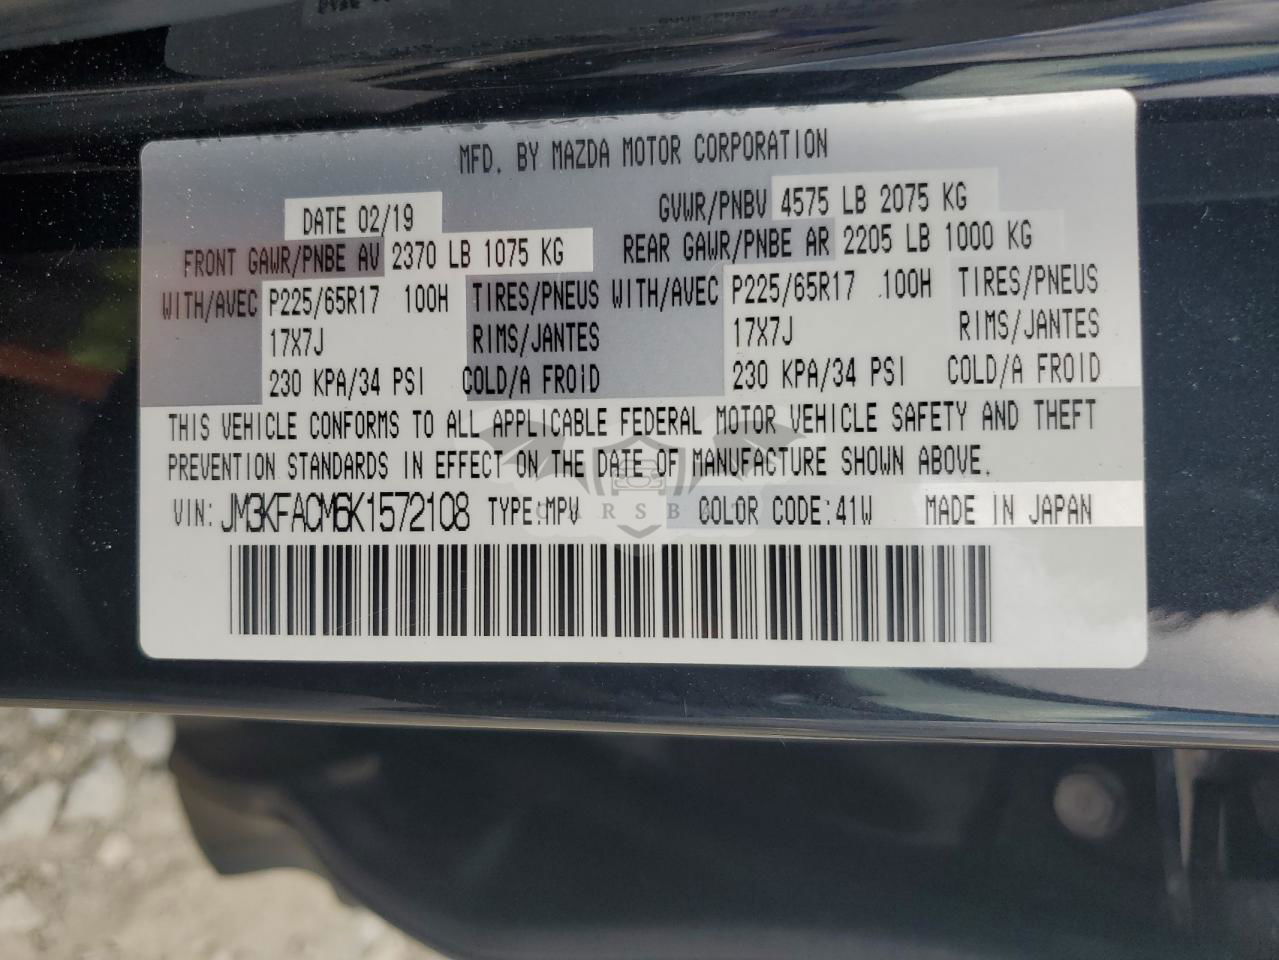 MFD. BY MAZDA MOTOR CORPORATION
DATE 02/19 GVWR/PNBV 4575 LB 2075 KG
FRONT GAWR/PNBE AV 2370 LB 1075 KG REAR GAWR/PNBE AR 2205 LB 1000 KG
WITH/AVEC P225/65R17 100H TIRES/PNEUS WITH/AVEC P225/65R17 100H TIRES/PNEUS
17X7J RIMS/JANTES 17X7J RIMS/JANTES
230 KPA/34 PSI COLD/A FROID 230 KPA/34 PSI COLD/A FROID
THIS VEHICLE CONFORMS TO ALL APPLICABLE FEDERAL MOTOR VEHICLE SAFETY AND THEFT
PREVENTION STANDARDS IN EFFECT ON THE DATE OF MANUFACTURE SHOWN ABOVE.
VIN: JM3KFACM6K1572108 TYPE:MPV COLOR CODE:41W MADE IN JAPAN
CARSBAT